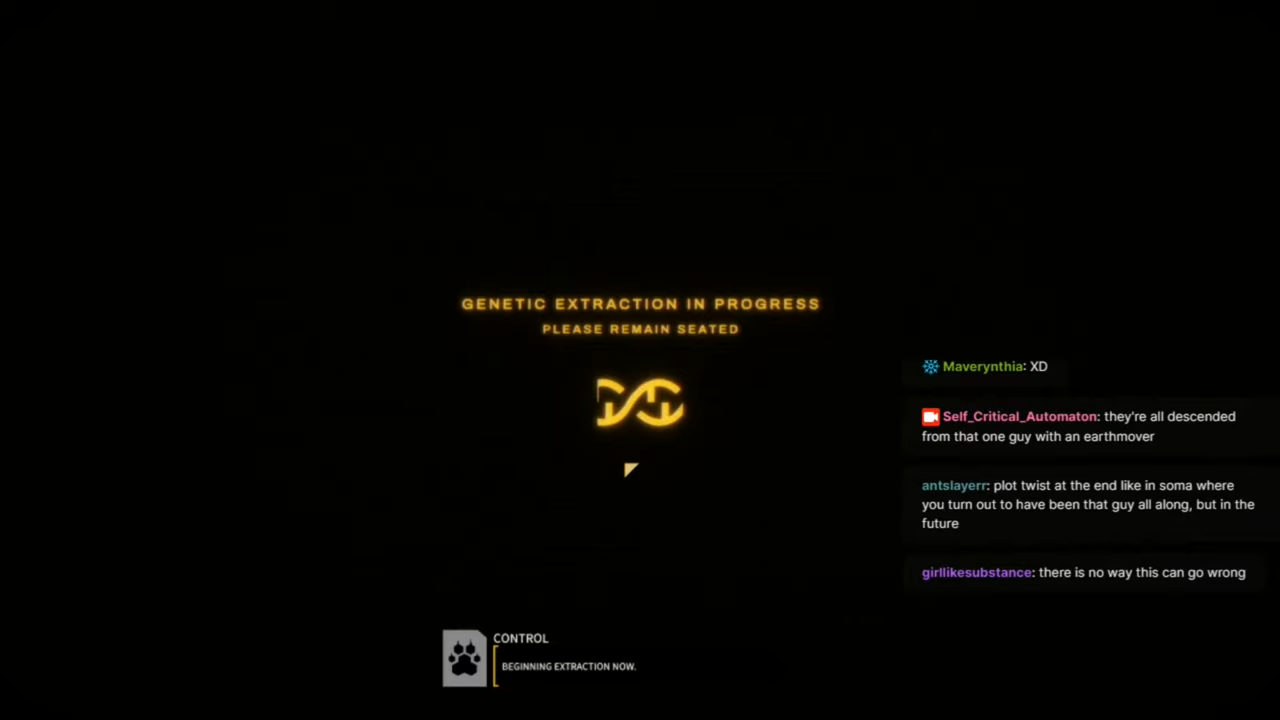 GENETIC EXTRACTION IN PROGRESS
PLEASE REMAIN SEATED
Maverynthia: XD
Self_Critical_Automaton: they're all descended
from that one guy with an earthmover
antslayerr: plot twist at the end like in soma where
you turn out to have been that guy all along, but in the
future
girllikesubstance: there is no way this can go wrong
CONTROL
BEGINNING EXTRACTION NOW.